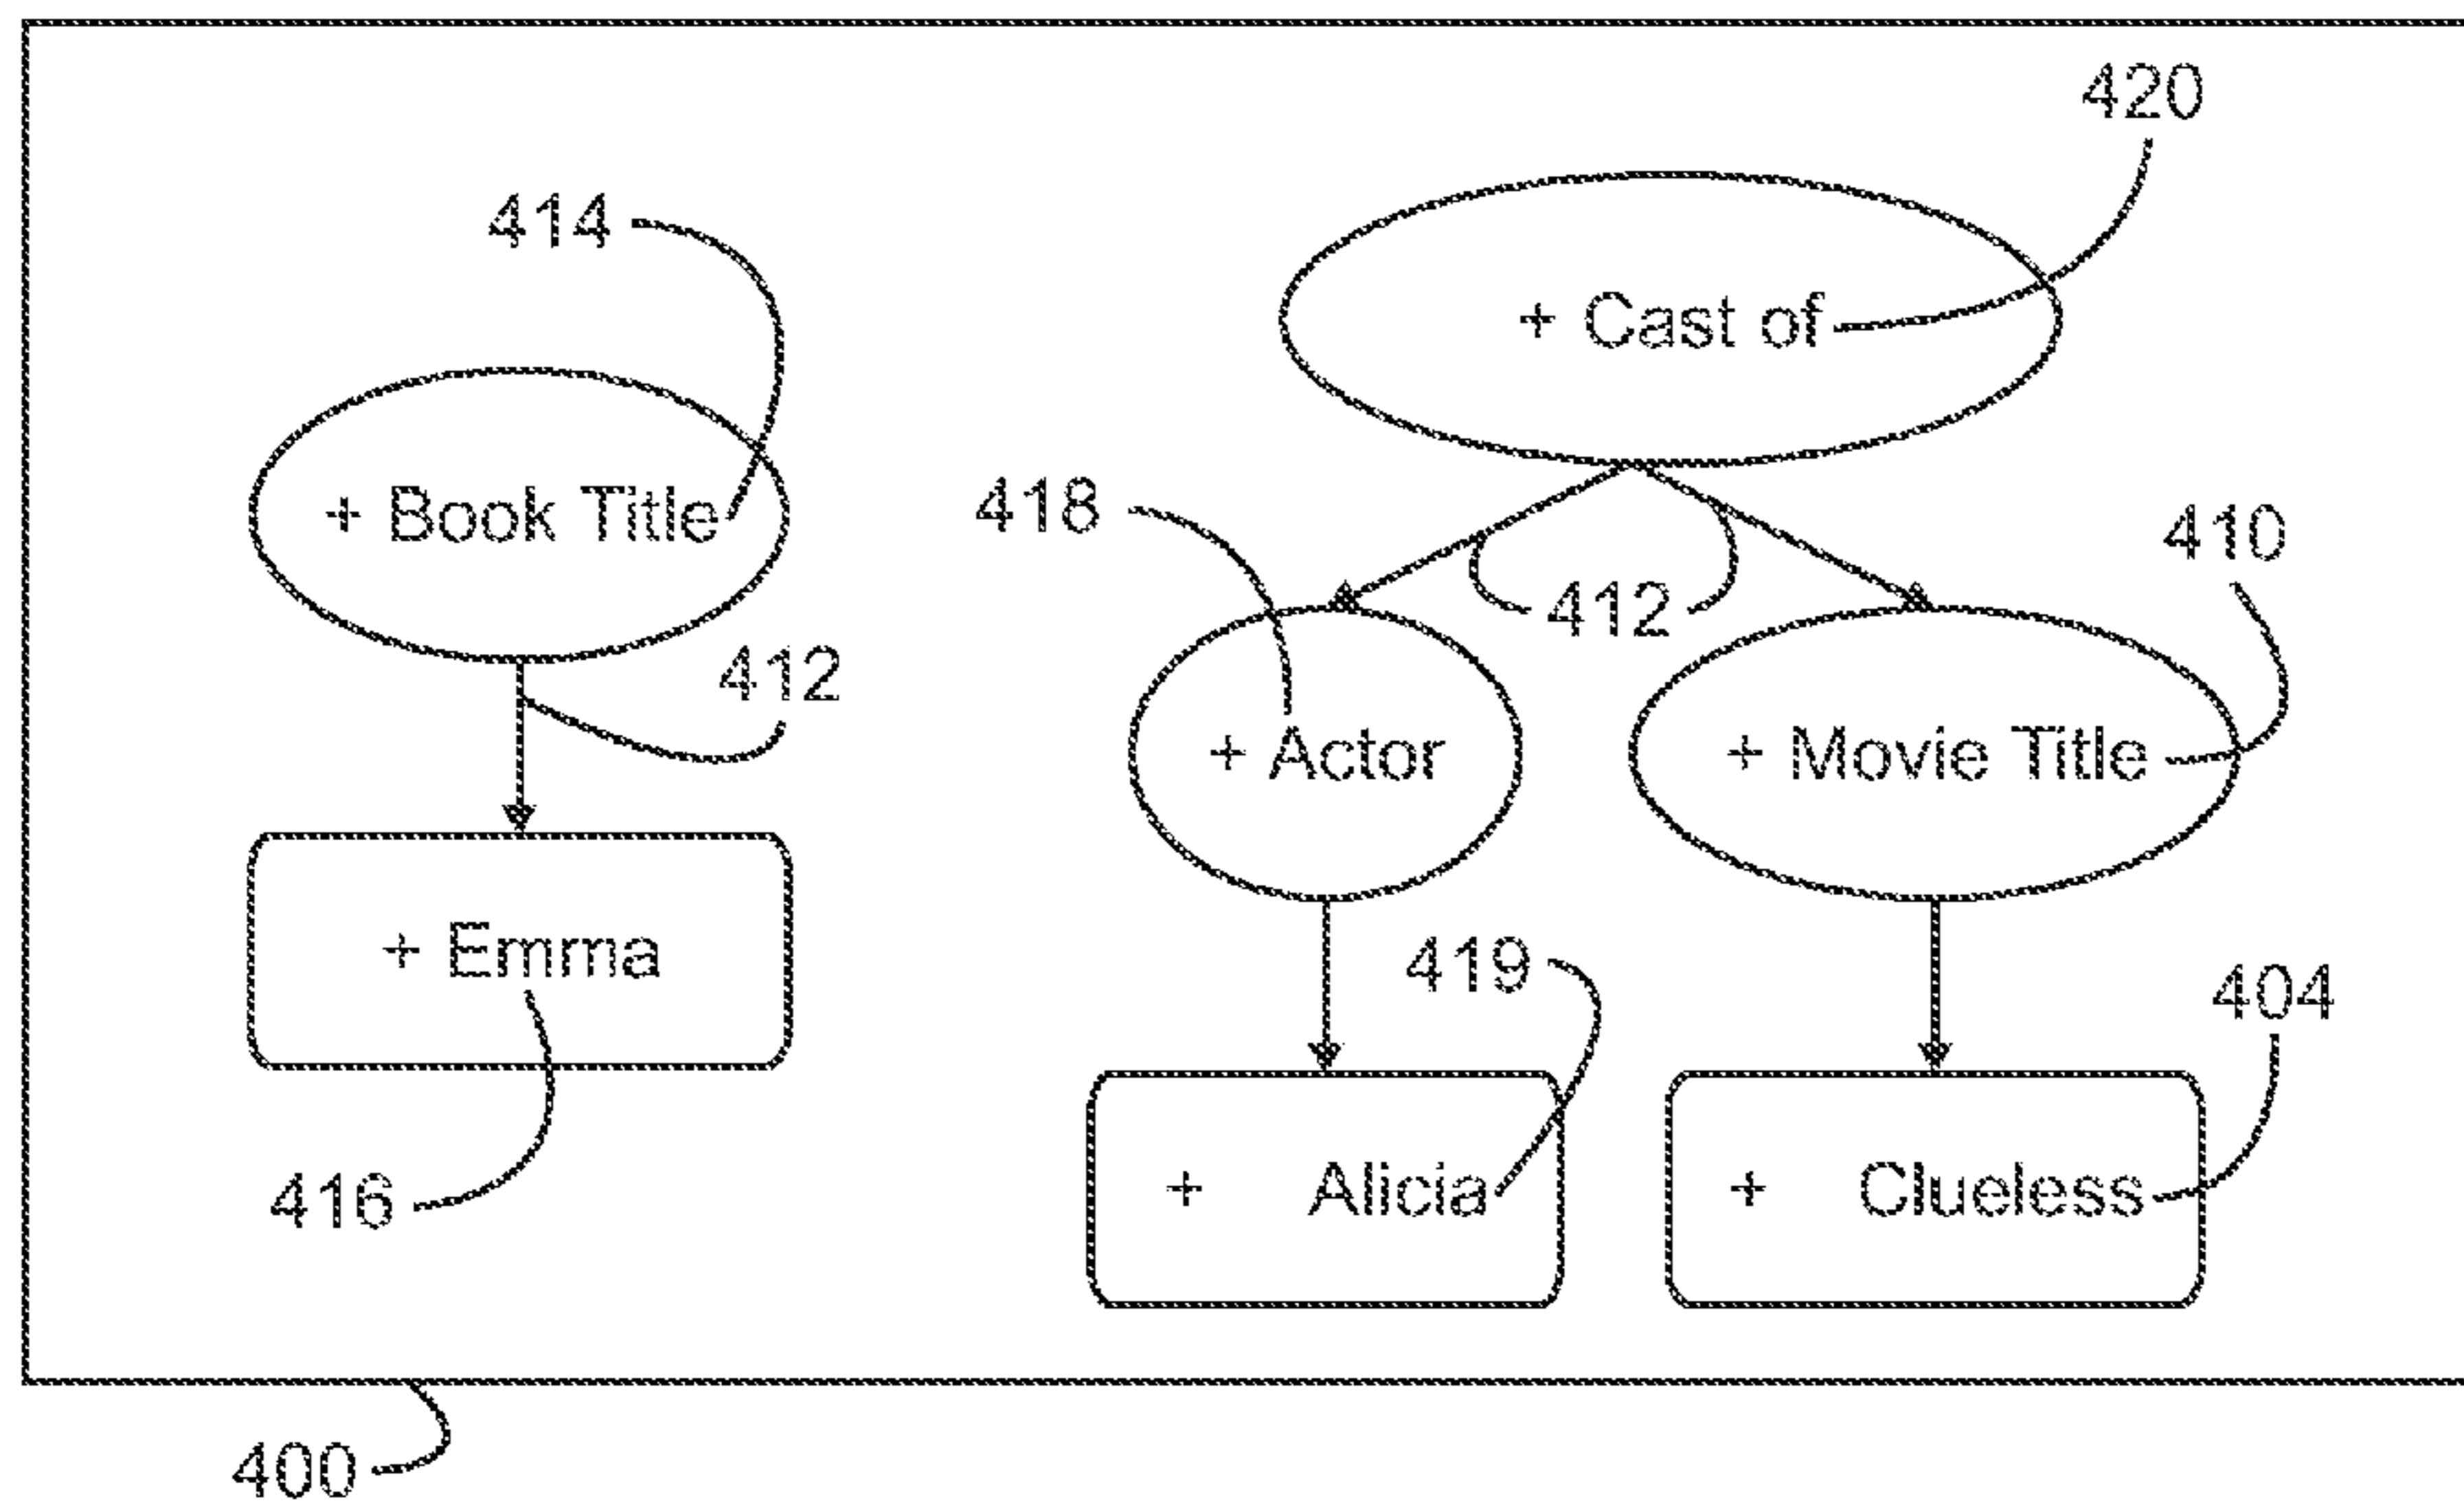 420
414
+ Cast of
418
+ Book Title
410
412
412
+ Actor
+ Movie Title
+ Emma
419
404
416
+ Alicia
+ Clueless
400